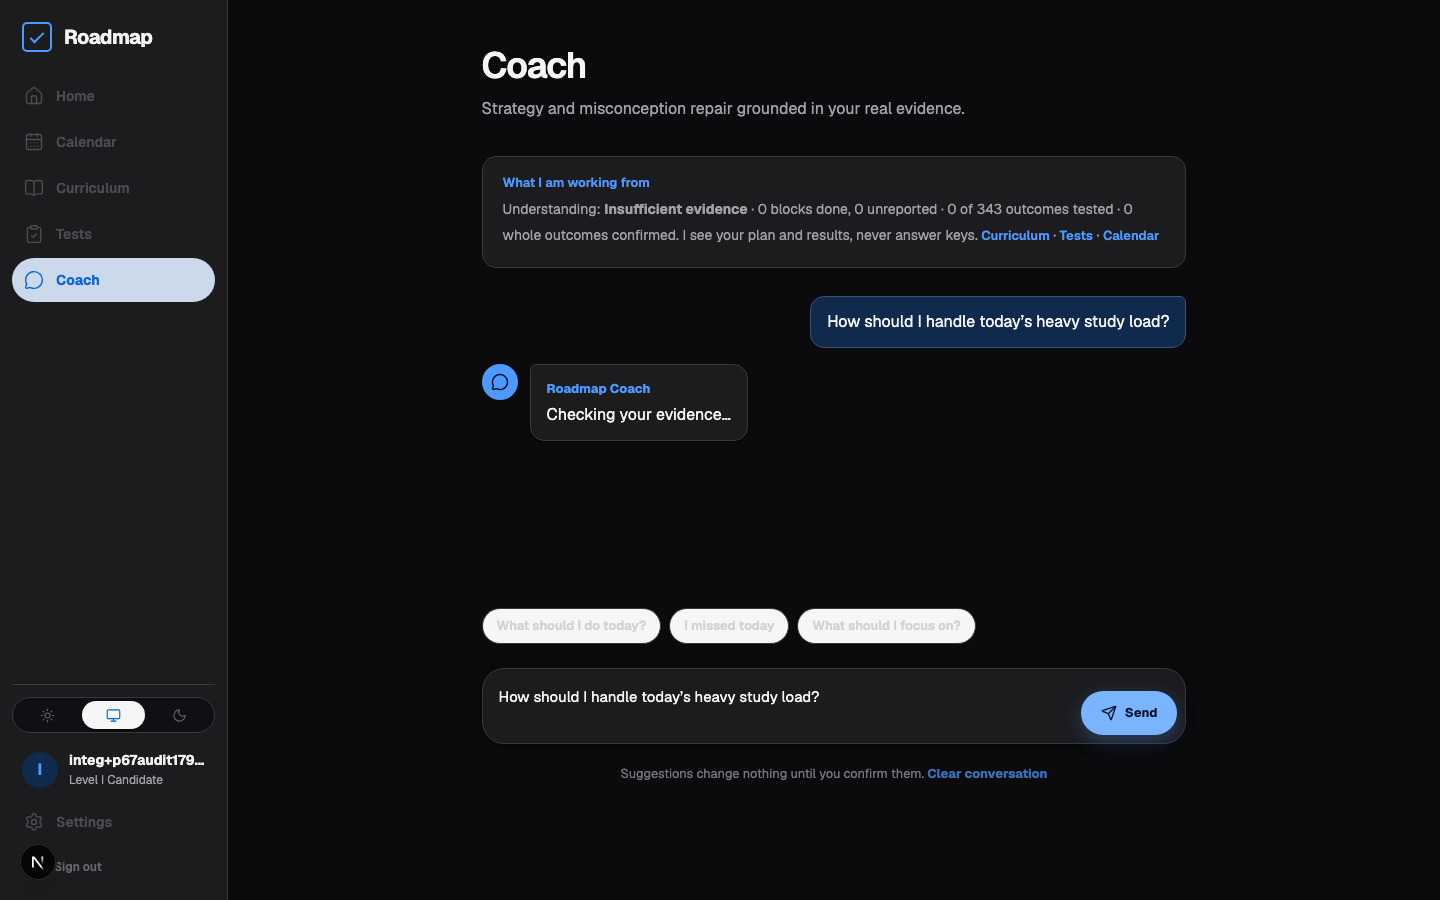 Roadmap
Home
Calendar
Curriculum
Tests
Coach
integ+p67audit179...
Level I Candidate
Settings
Sign out
Coach
Strategy and misconception repair grounded in your real evidence.
What I am working from
Understanding: Insufficient evidence · 0 blocks done, 0 unreported · 0 of 343 outcomes tested · 0
whole outcomes confirmed. I see your plan and results, never answer keys. Curriculum · Tests · Calendar
How should I handle today’s heavy study load?
Roadmap Coach
Checking your evidence…
What should I do today?
I missed today
What should I focus on?
How should I handle today’s heavy study load?
Send
Suggestions change nothing until you confirm them. Clear conversation